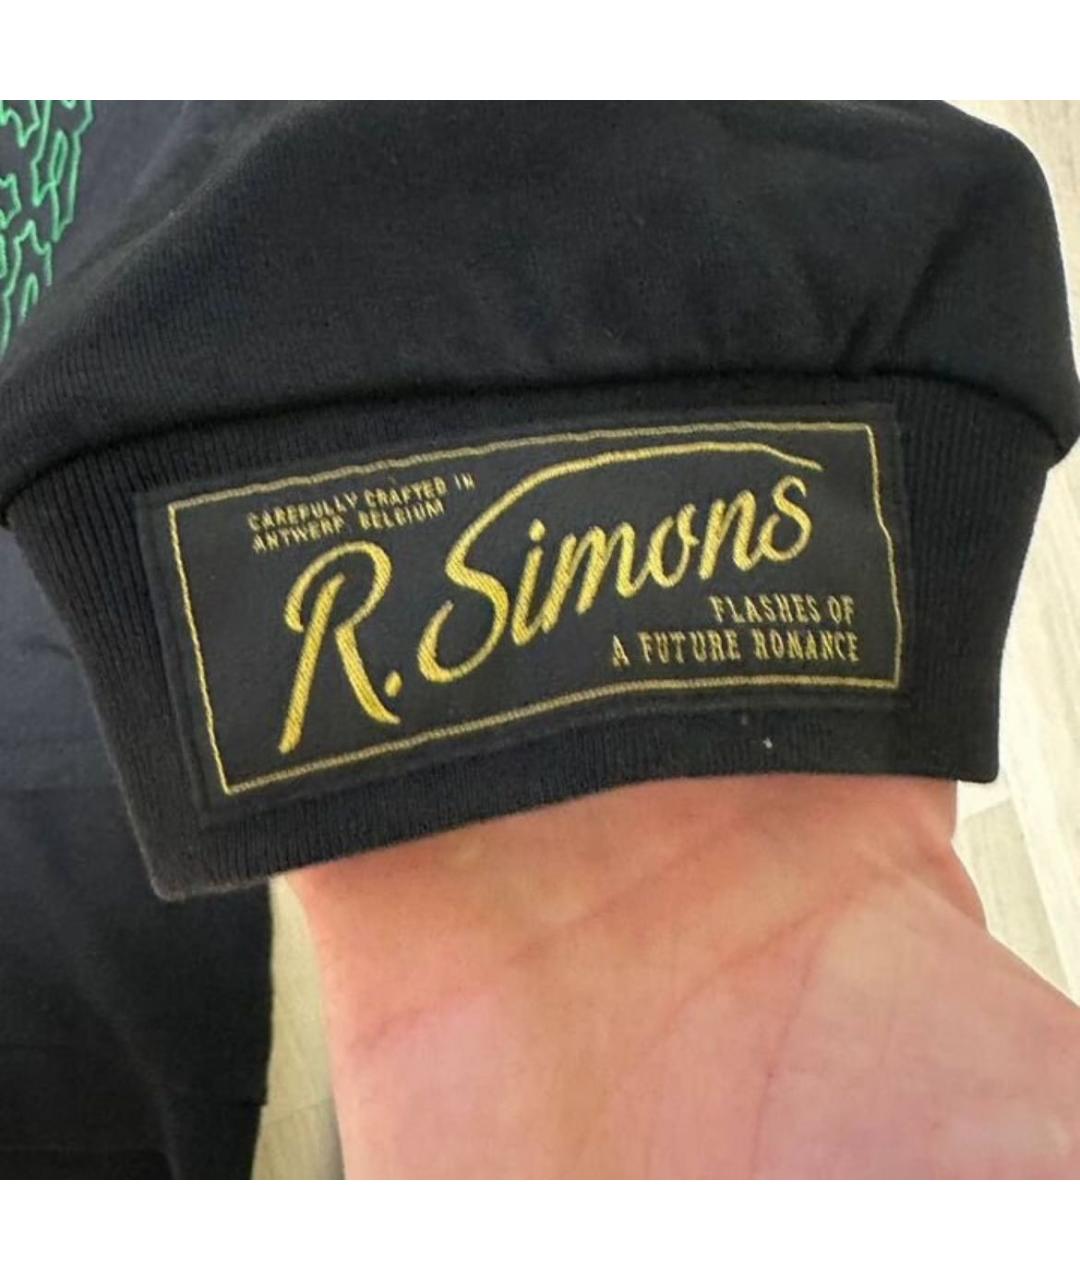 CAREFULLY CRAFTED IN
ANTWERP, BELGIUM
R. Simons
FLASHES OF
A FUTURE ROMANCE